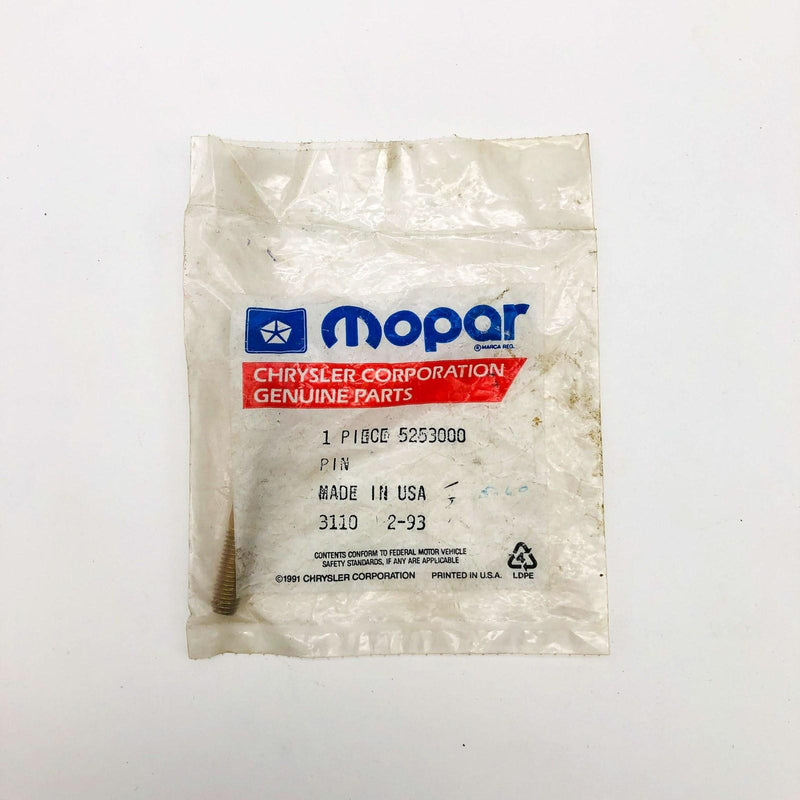 mopar
® MARCA REG.
CHRYSLER CORPORATION
GENUINE PARTS
1 PIECE 5253000
PIN
MADE IN USA
3110 2-93
CONTENTS CONFORM TO FEDERAL MOTOR VEHICLE
SAFETY STANDARDS, IF ANY ARE APPLICABLE
©1991 CHRYSLER CORPORATION PRINTED IN U.S.A.
4
LDPE